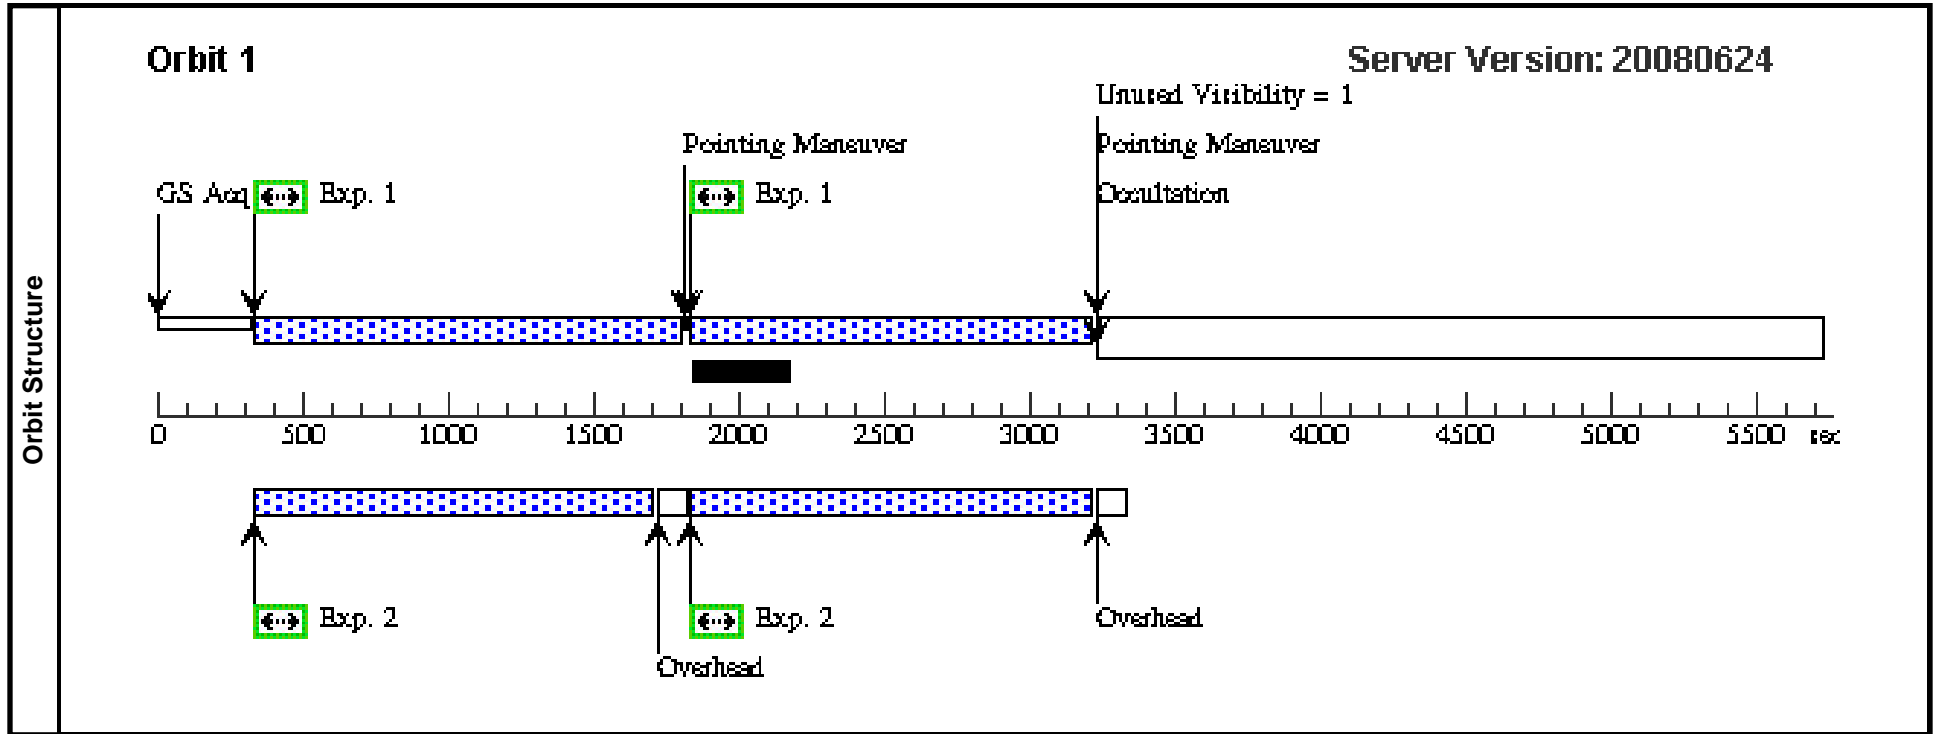 Orbit Structure
Orbit 1
Server Version: 20080624
Unused Visibility = 1
Pointing Maneuver
Pointing Maneuver
GS Acq
Exp. 1
Exp. 1
Occultation
0 500 1000 1500 2000 2500 3000 3500 4000 4500 5000 5500 sec
Exp. 2
Exp. 2
Overhead
Overhead